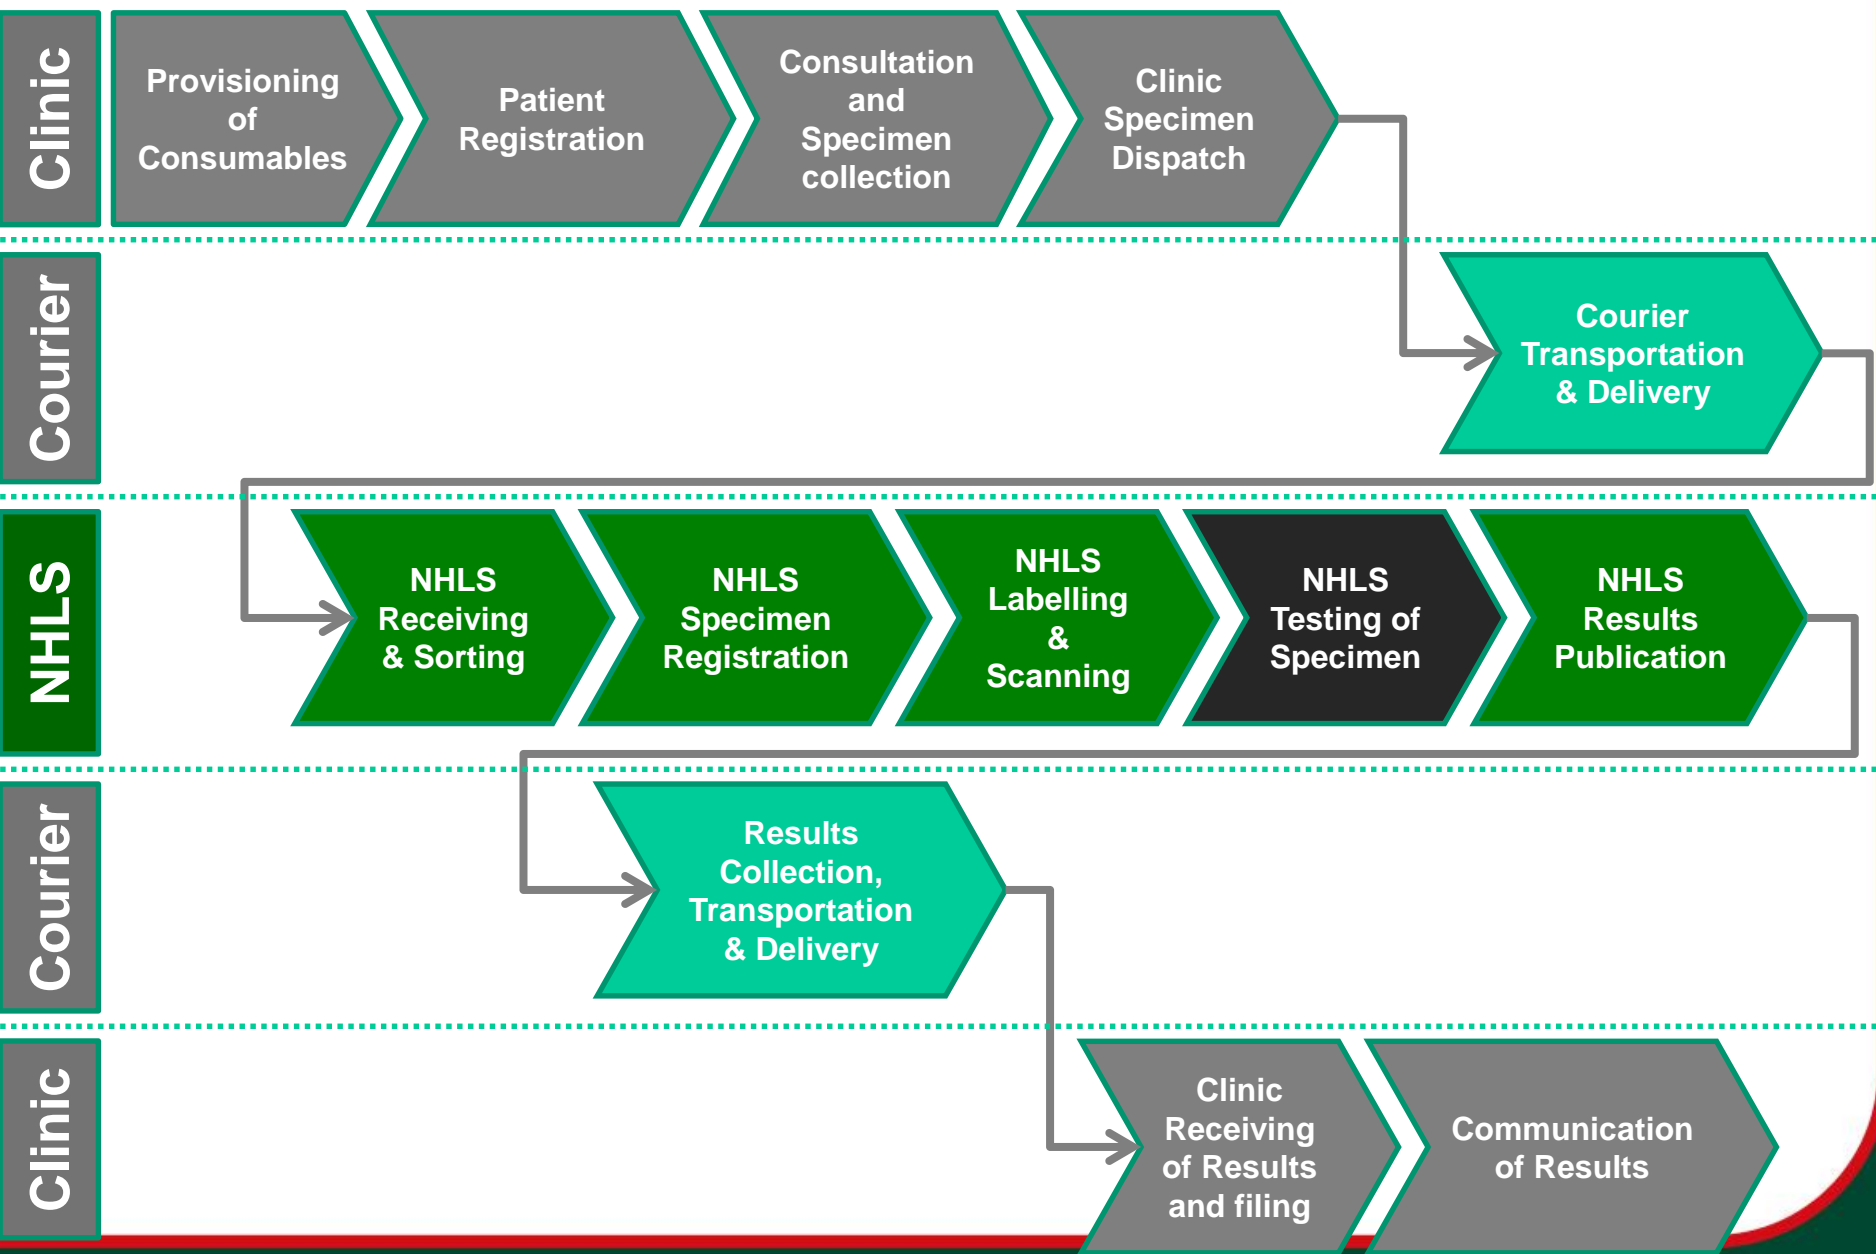 Clinic
Provisioning
of
Consumables
Patient
Registration
Consultation
and
Specimen
collection
Clinic
Specimen
Dispatch
Courier
Courier
Transportation
& Delivery
NHLS
NHLS
Receiving
& Sorting
NHLS
Specimen
Registration
NHLS
Labelling
&
Scanning
NHLS
Testing of
Specimen
NHLS
Results
Publication
Courier
Results
Collection,
Transportation
& Delivery
Clinic
Clinic
Receiving
of Results
and filing
Communication
of Results